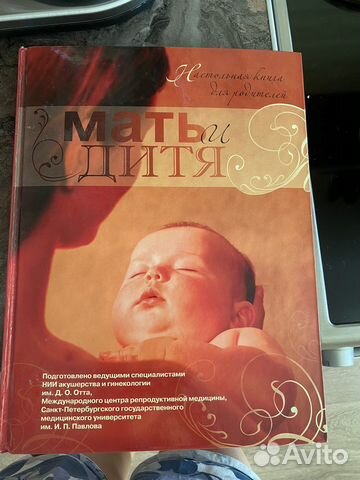 Настольная книга
для родителей
мать и
дитя
Подготовлено ведущими специалистами
НИИ акушерства и гинекологии
им. Д. О. Отта,
Международного центра репродуктивной медицины,
Санкт-Петербургского государственного
медицинского университета
им. И. П. Павлова
Avito